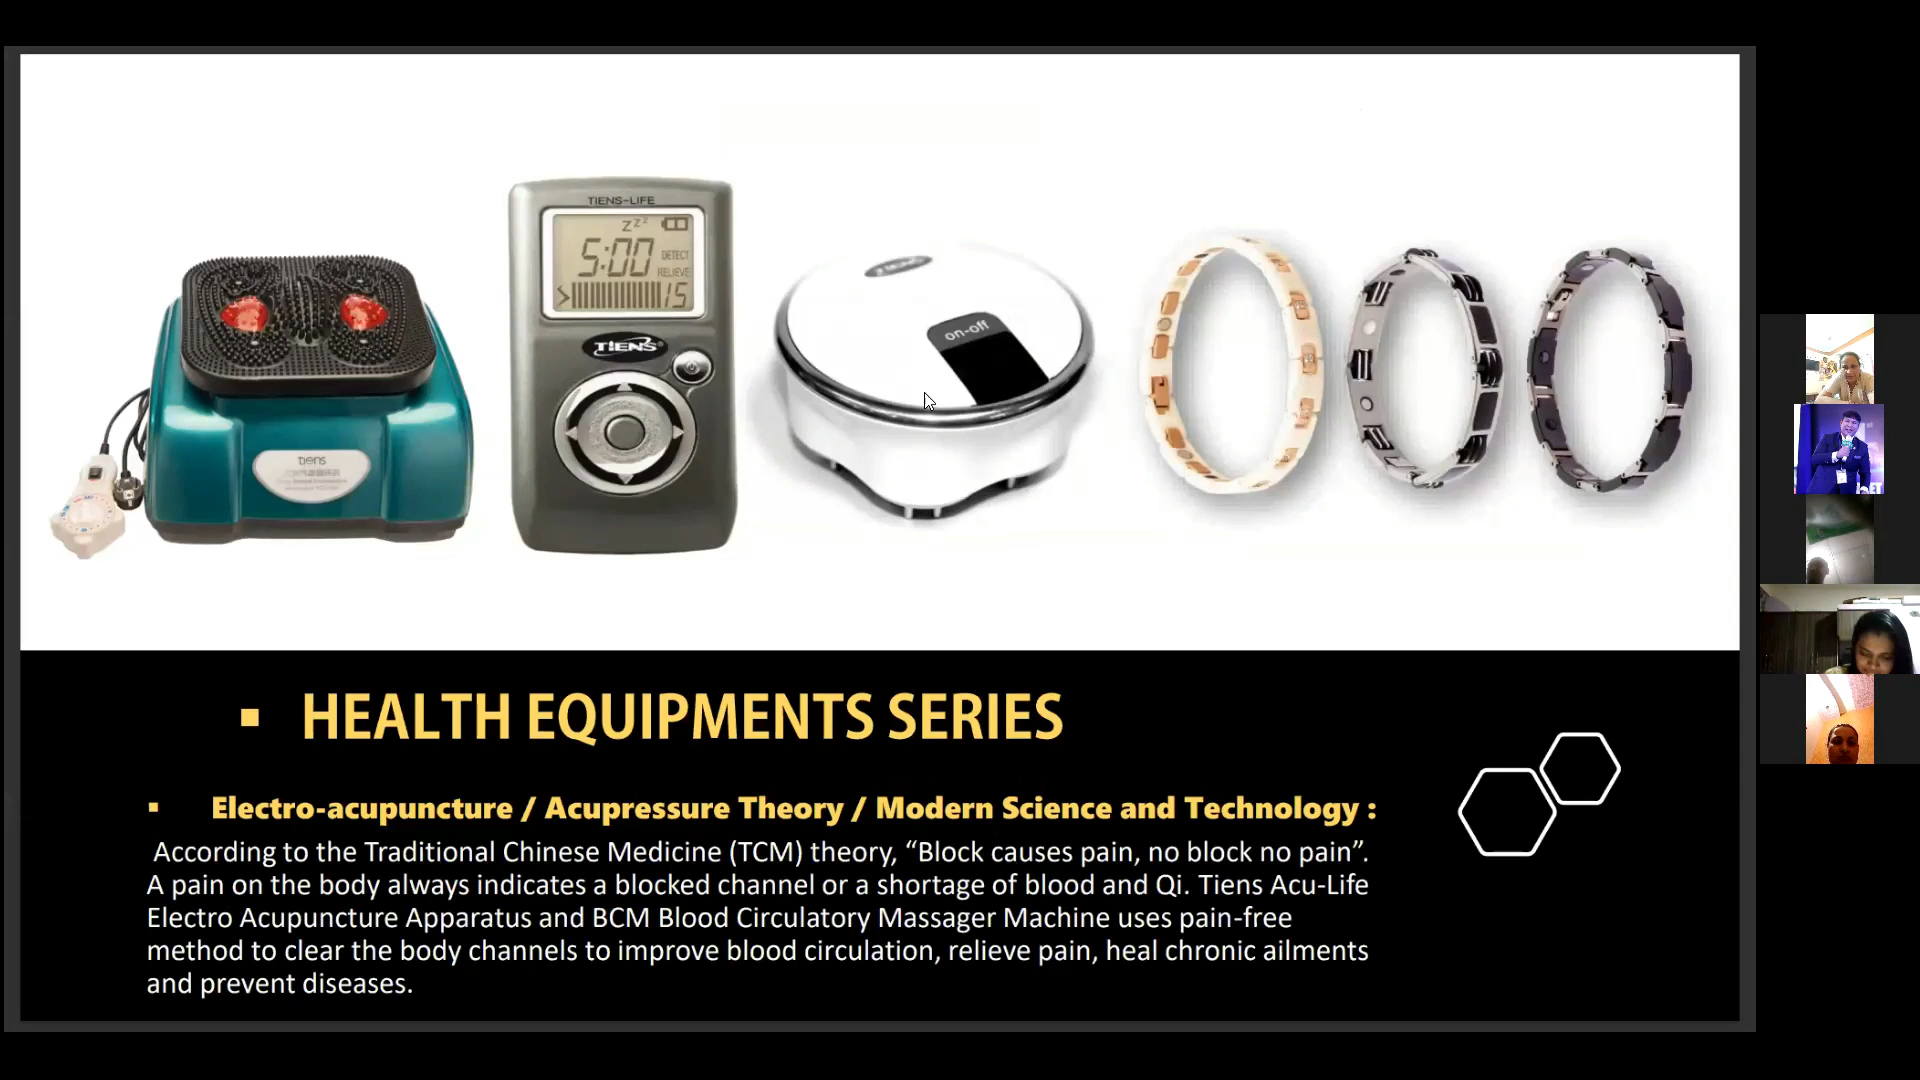 TIENS-LIFE
zzz
5:00
DETECT
RELIEVE
15
TIENS
TIENS
on-off
tiens
▪ HEALTH EQUIPMENTS SERIES
▪ Electro-acupuncture / Acupressure Theory / Modern Science and Technology :
According to the Traditional Chinese Medicine (TCM) theory, “Block causes pain, no block no pain”.
A pain on the body always indicates a blocked channel or a shortage of blood and Qi. Tiens Acu-Life
Electro Acupuncture Apparatus and BCM Blood Circulatory Massager Machine uses pain-free
method to clear the body channels to improve blood circulation, relieve pain, heal chronic ailments
and prevent diseases.